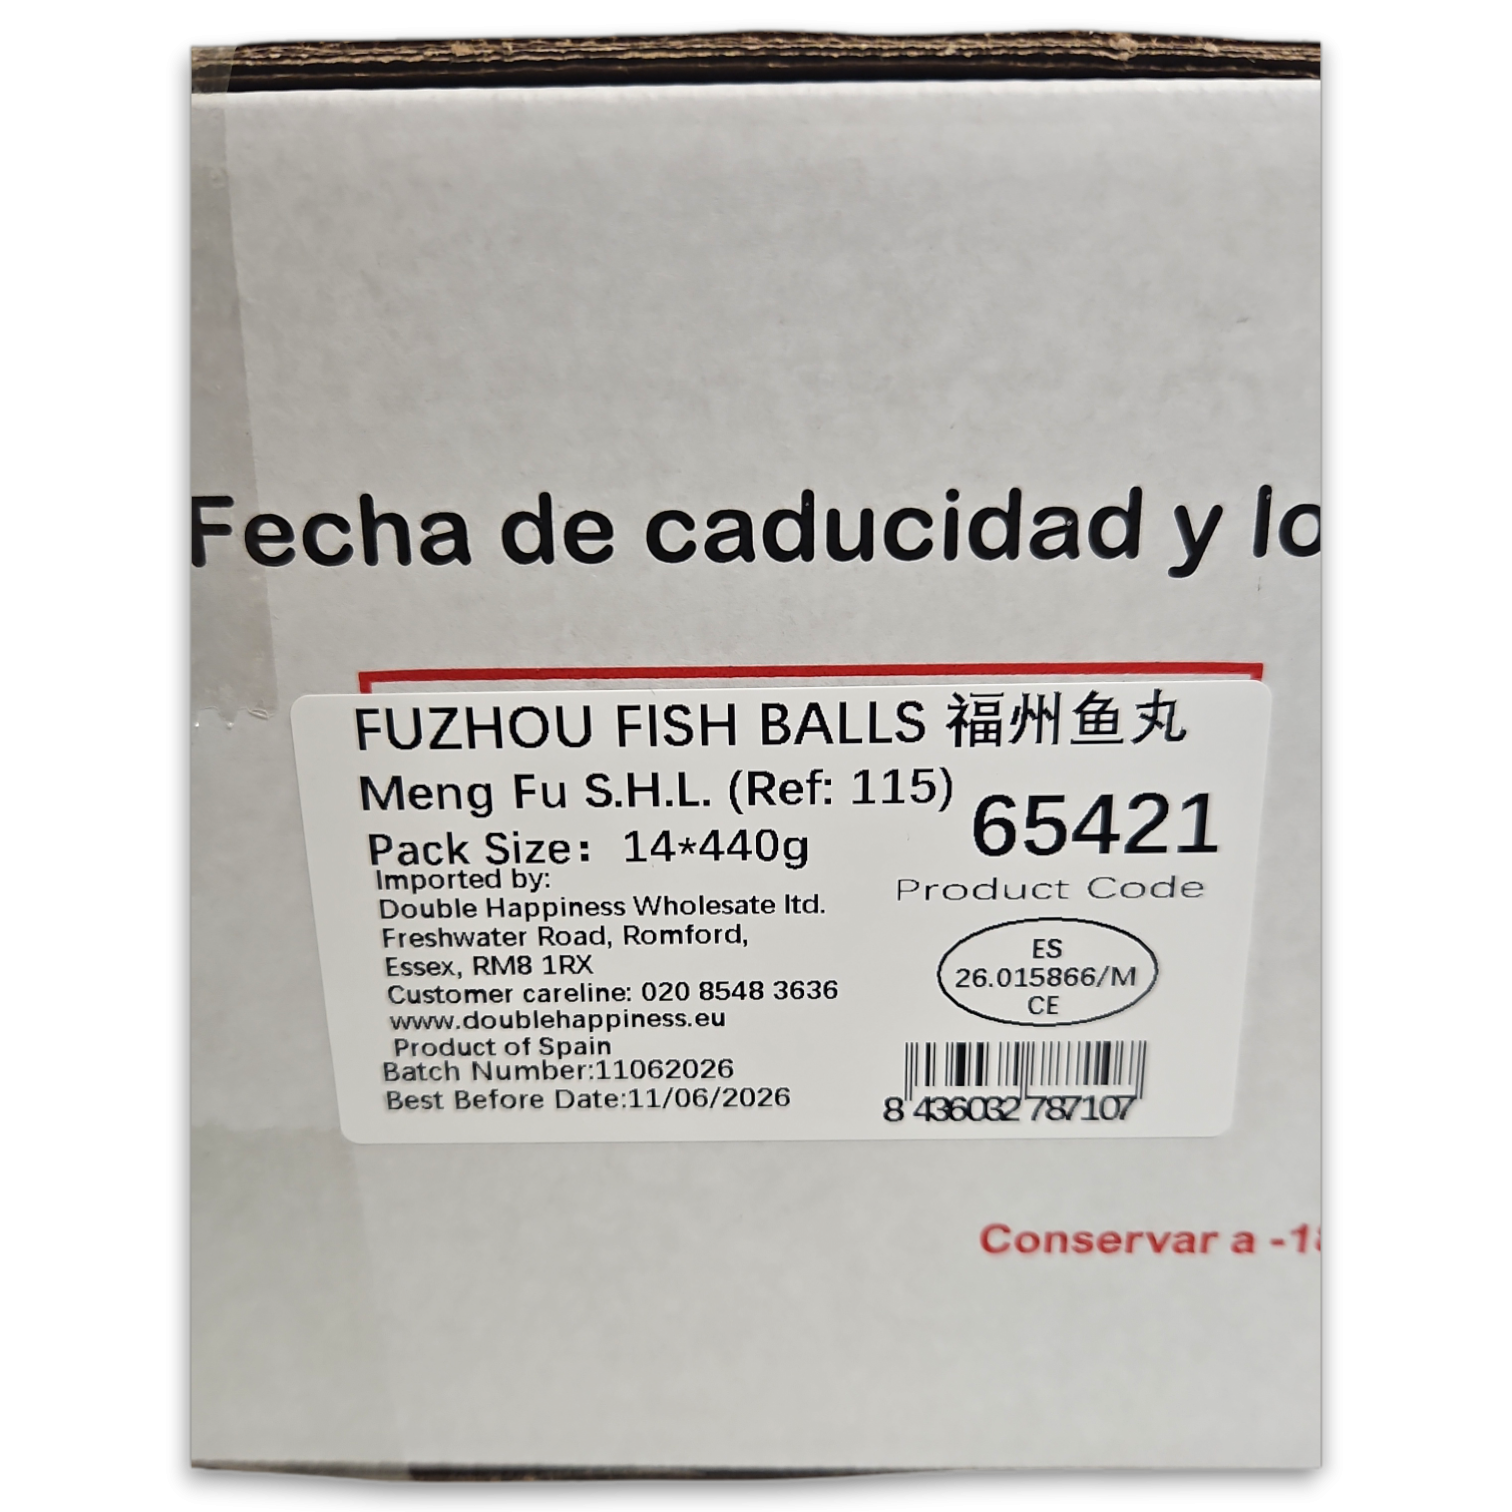 Fecha de caducidad y lo
FUZHOU FISH BALLS 福州鱼丸
Meng Fu S.H.L. (Ref: 115)
65421
Pack Size: 14*440g
Product Code
Imported by:
Double Happiness Wholesate ltd.
Freshwater Road, Romford,
Essex, RM8 1RX
Customer careline: 020 8548 3636
www.doublehappiness.eu
Product of Spain
Batch Number:11062026
Best Before Date:11/06/2026
ES
26.015866/M
CE
8 436032 787107
Conservar a -18